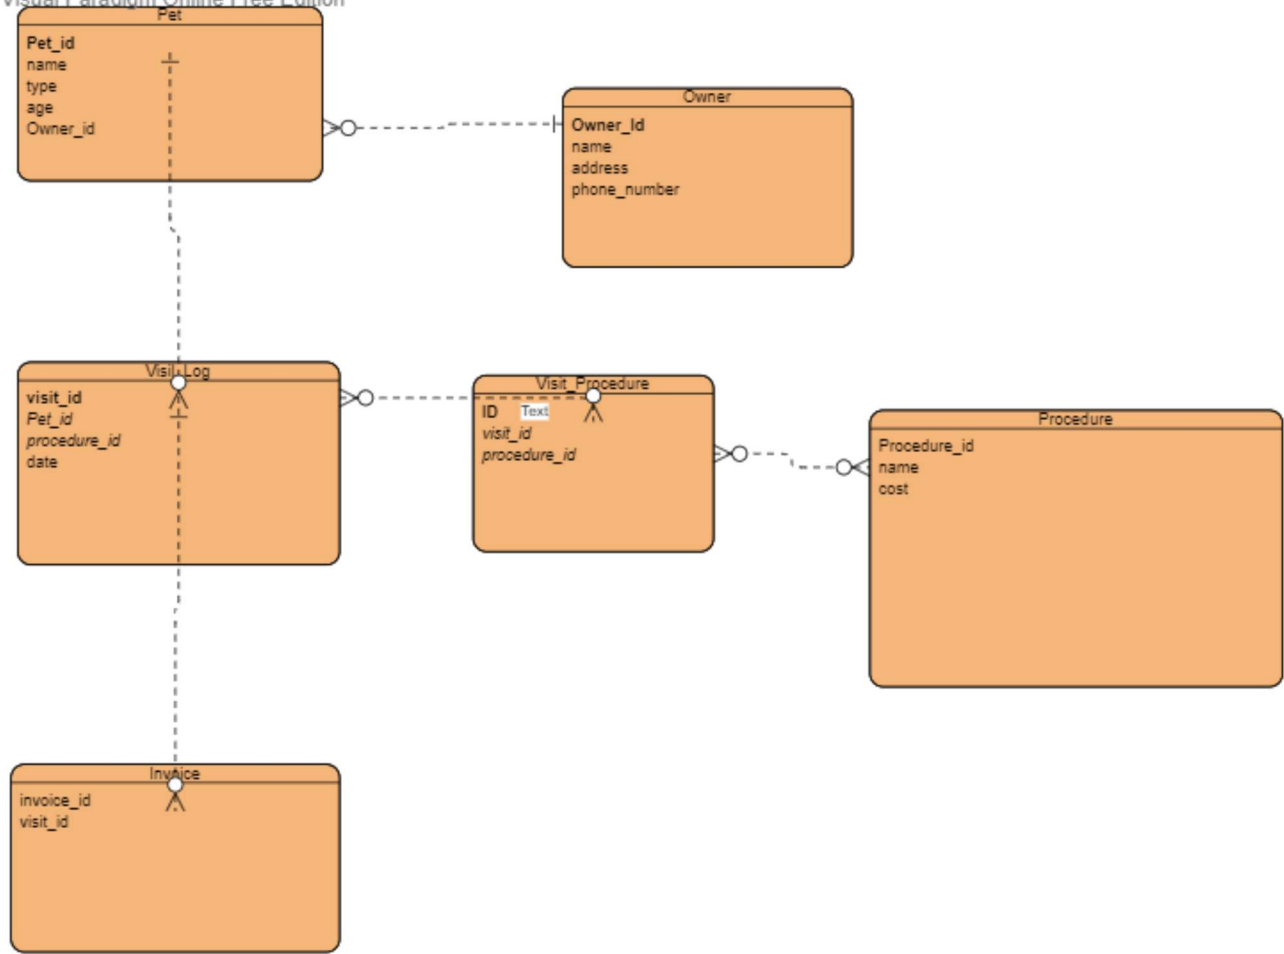 Visual Paradigm Online Free Edition
Pet
Pet_id
name
type
age
Owner_id
Owner
Owner_Id
name
address
phone_number
Visit_Log
visit_id
Pet_id
procedure_id
date
Visit_Procedure
ID Text
visit_id
procedure_id
Procedure
Procedure_id
name
cost
Invoice
invoice_id
visit_id